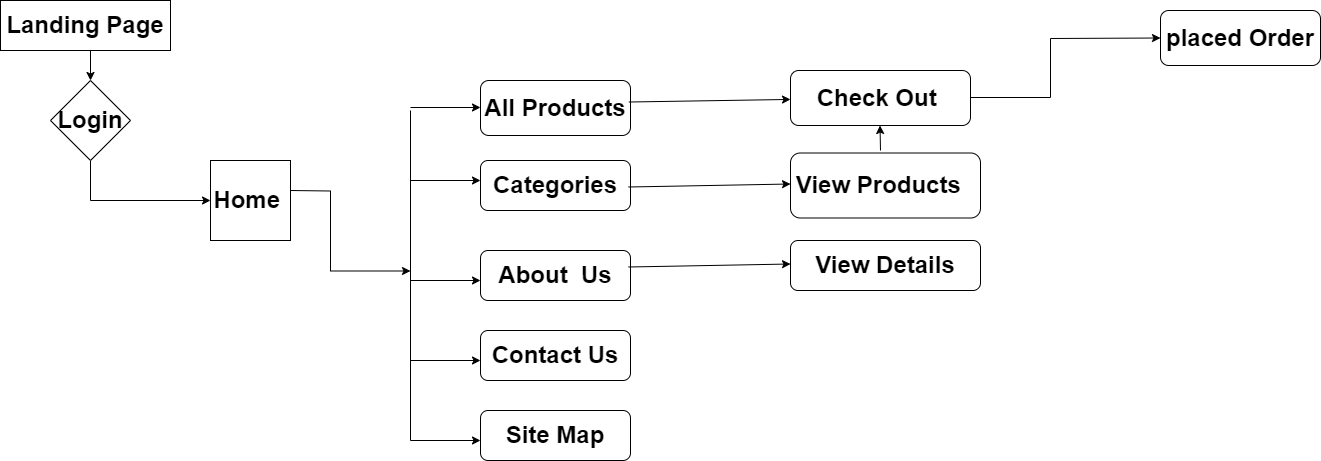 Landing Page
Login
Home
All Products
Categories
About  Us
Contact Us
Site Map
Check Out
View Products
View Details
placed Order